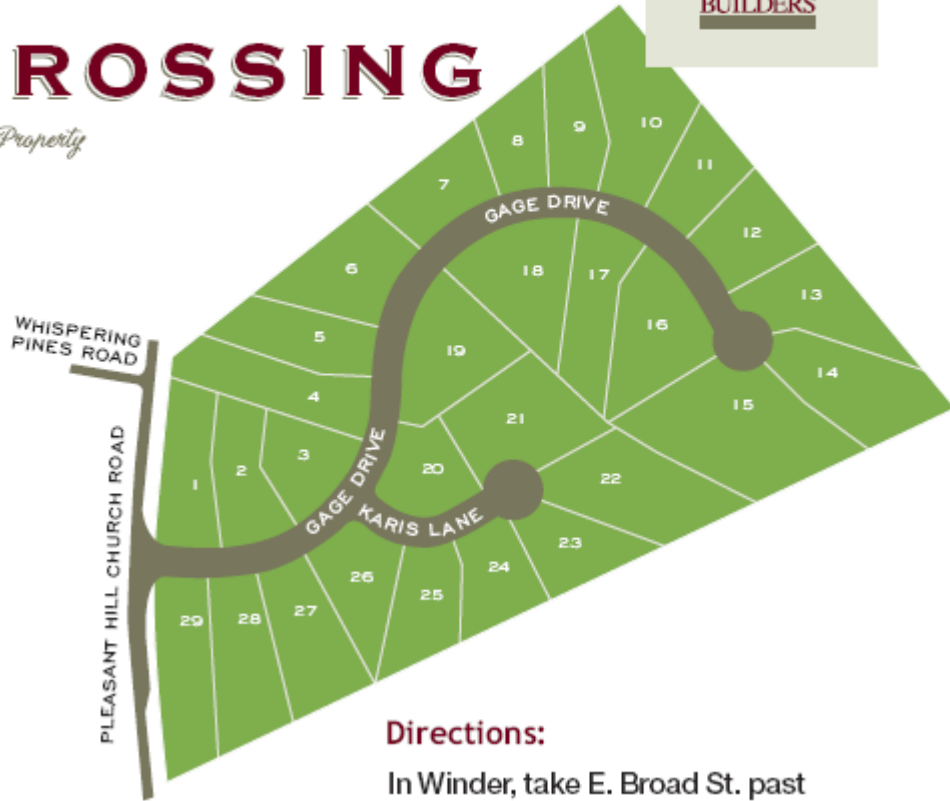 BUILDERS
ROSSING
Property
WHISPERING
PINES ROAD
PLEASANT HILL CHURCH ROAD
GAGE DRIVE
GAGE DRIVE
KARIS LANE
1
2
3
4
5
6
7
8
9
10
11
12
13
14
15
16
17
18
19
20
21
22
23
24
25
26
27
28
29
Directions:
In Winder, take E. Broad St. past